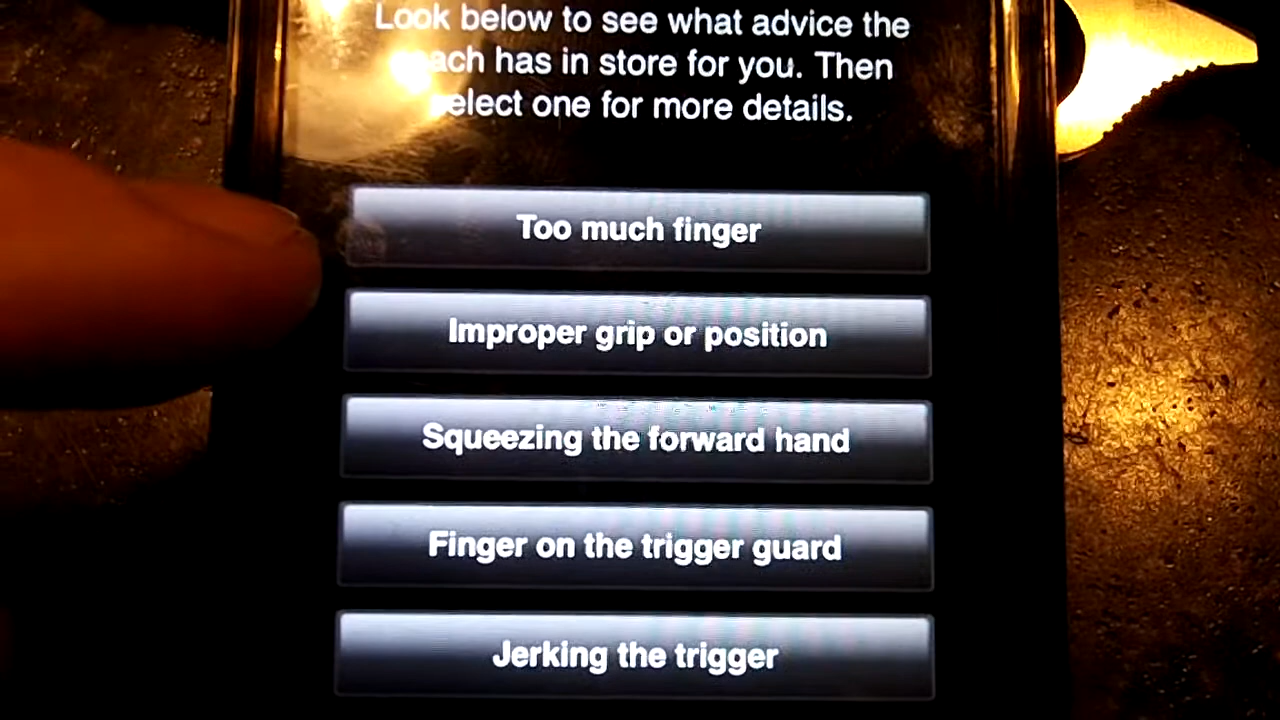 Look below to see what advice the
has in store for you. Then
select one for more details.
Too much finger
Improper grip or position
Squeezing the forward hand
Finger on the trigger guard
Jerking the trigger